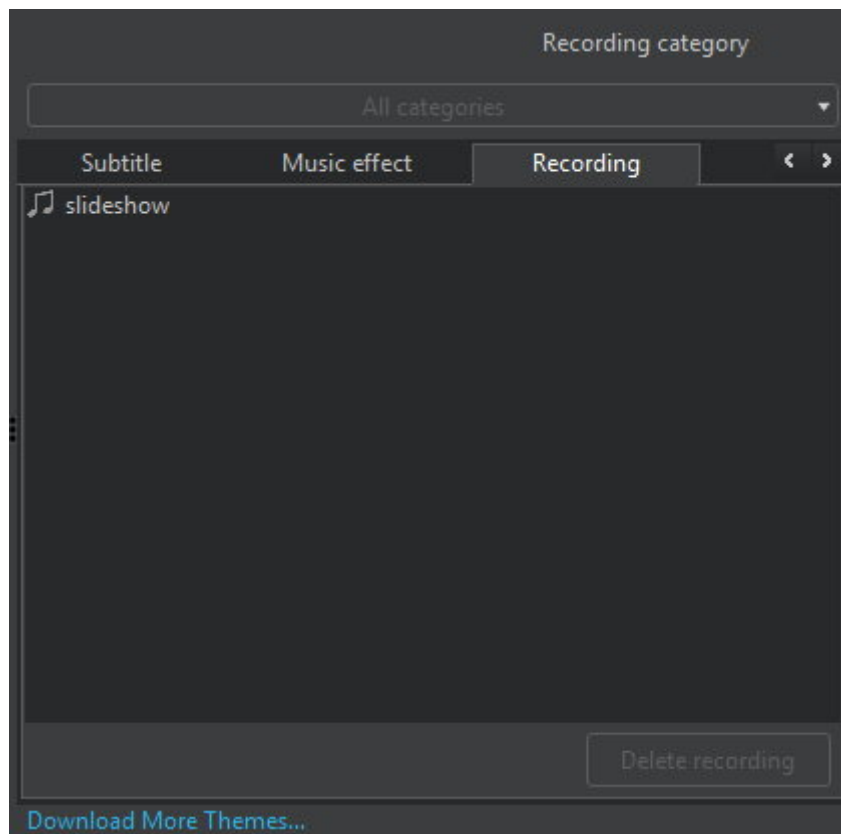 Recording category
All categories
Subtitle Music effect Recording
slideshow
Delete recording
Download More Themes...